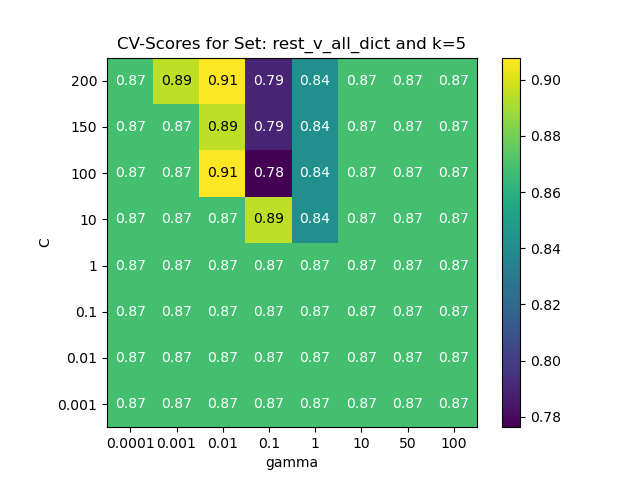 CV-Scores for Set: rest_v_all_dict and k=5
200 0.87 0.89 0.91 0.79 0.84 0.87 0.87 0.87
150 0.87 0.87 0.89 0.79 0.84 0.87 0.87 0.87
100 0.87 0.87 0.91 0.78 0.84 0.87 0.87 0.87
10 0.87 0.87 0.87 0.89 0.84 0.87 0.87 0.87
1 0.87 0.87 0.87 0.87 0.87 0.87 0.87 0.87
0.1 0.87 0.87 0.87 0.87 0.87 0.87 0.87 0.87
0.01 0.87 0.87 0.87 0.87 0.87 0.87 0.87 0.87
0.001 0.87 0.87 0.87 0.87 0.87 0.87 0.87 0.87
0.0001 0.001 0.01 0.1 1 10 50 100
gamma
C
0.90
0.88
0.86
0.84
0.82
0.80
0.78